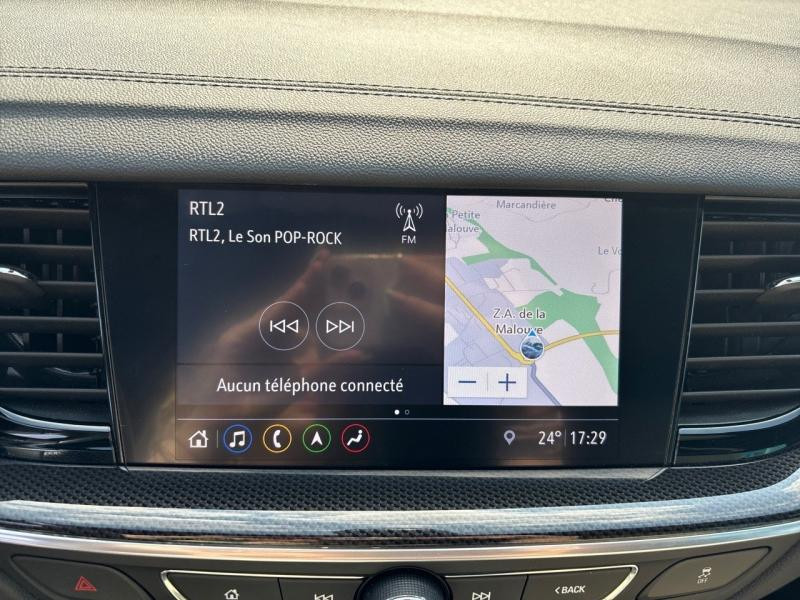 RTL2
RTL2, Le Son POP-ROCK
FM
Aucun téléphone connecté
Marcandière
Petite
alouve
Le Vo
Z.A. de la
Malouve
24° 17:29
BACK
OFF